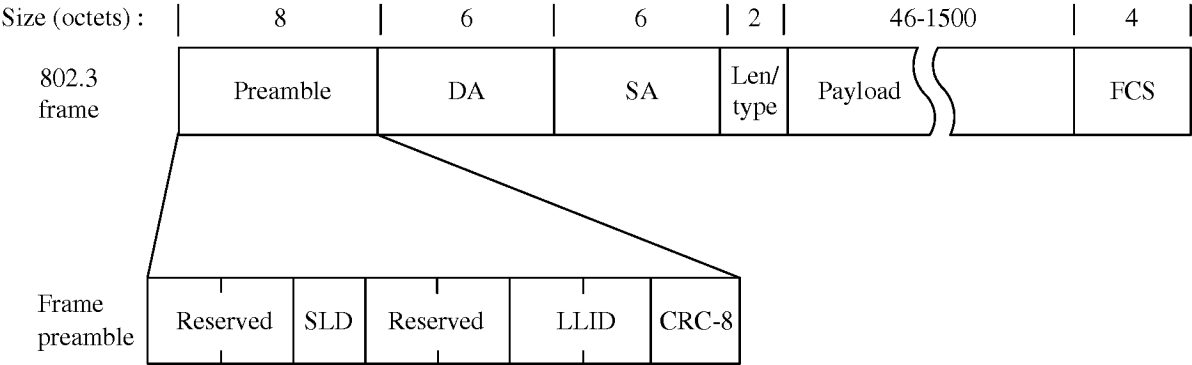 Size (octets) : 8 6 6 2 46-1500 4
802.3 frame
Preamble DA SA Len/ type Payload FCS
Frame preamble
Reserved SLD Reserved LLID CRC-8